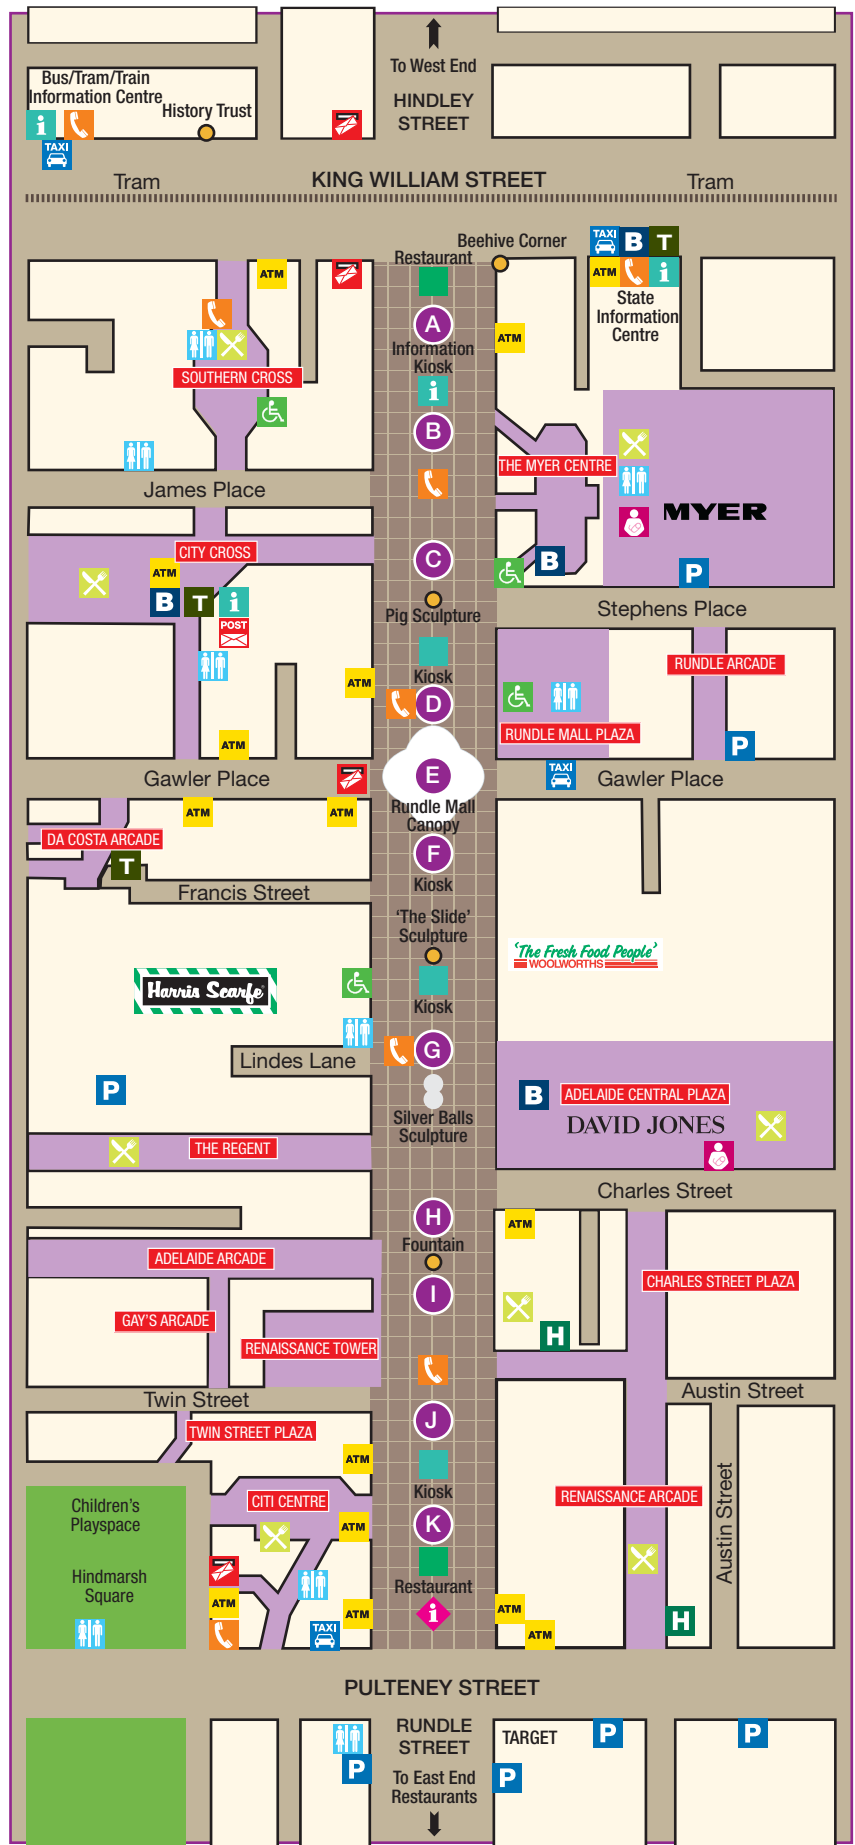 To West End
HINDLEY
STREET
Bus/Tram/Train
Information Centre
History Trust
i
TAXI
Tram
KING WILLIAM STREET
Tram
Beehive Corner
Restaurant
TAXI
B
T
ATM
i
State
Information
Centre
ATM
A
ATM
Information
Kiosk
i
SOUTHERN CROSS
B
THE MYER CENTRE
MYER
James Place
CITY CROSS
C
B
P
ATM
B
T
i
POST
Pig Sculpture
Stephens Place
Kiosk
RUNDLE ARCADE
ATM
D
RUNDLE MALL PLAZA
P
ATM
Gawler Place
E
TAXI
Gawler Place
ATM
ATM
Rundle Mall
Canopy
DA COSTA ARCADE
T
F
Kiosk
Francis Street
'The Slide'
Sculpture
'The Fresh Food People'
WOOLWORTHS
Harris Scarfe
Kiosk
G
Lindes Lane
P
B
ADELAIDE CENTRAL PLAZA
DAVID JONES
Silver Balls
Sculpture
THE REGENT
Charles Street
H
ATM
Fountain
ADELAIDE ARCADE
I
CHARLES STREET PLAZA
GAY'S ARCADE
H
RENAISSANCE TOWER
Twin Street
Austin Street
J
TWIN STREET PLAZA
ATM
Kiosk
CITI CENTRE
RENAISSANCE ARCADE
Austin Street
Children's
Playspace
K
ATM
Hindmarsh
Square
Restaurant
i
ATM
ATM
ATM
ATM
H
TAXI
PULTENEY STREET
RUNDLE
STREET
TARGET
P
P
P
P
To East End
Restaurants